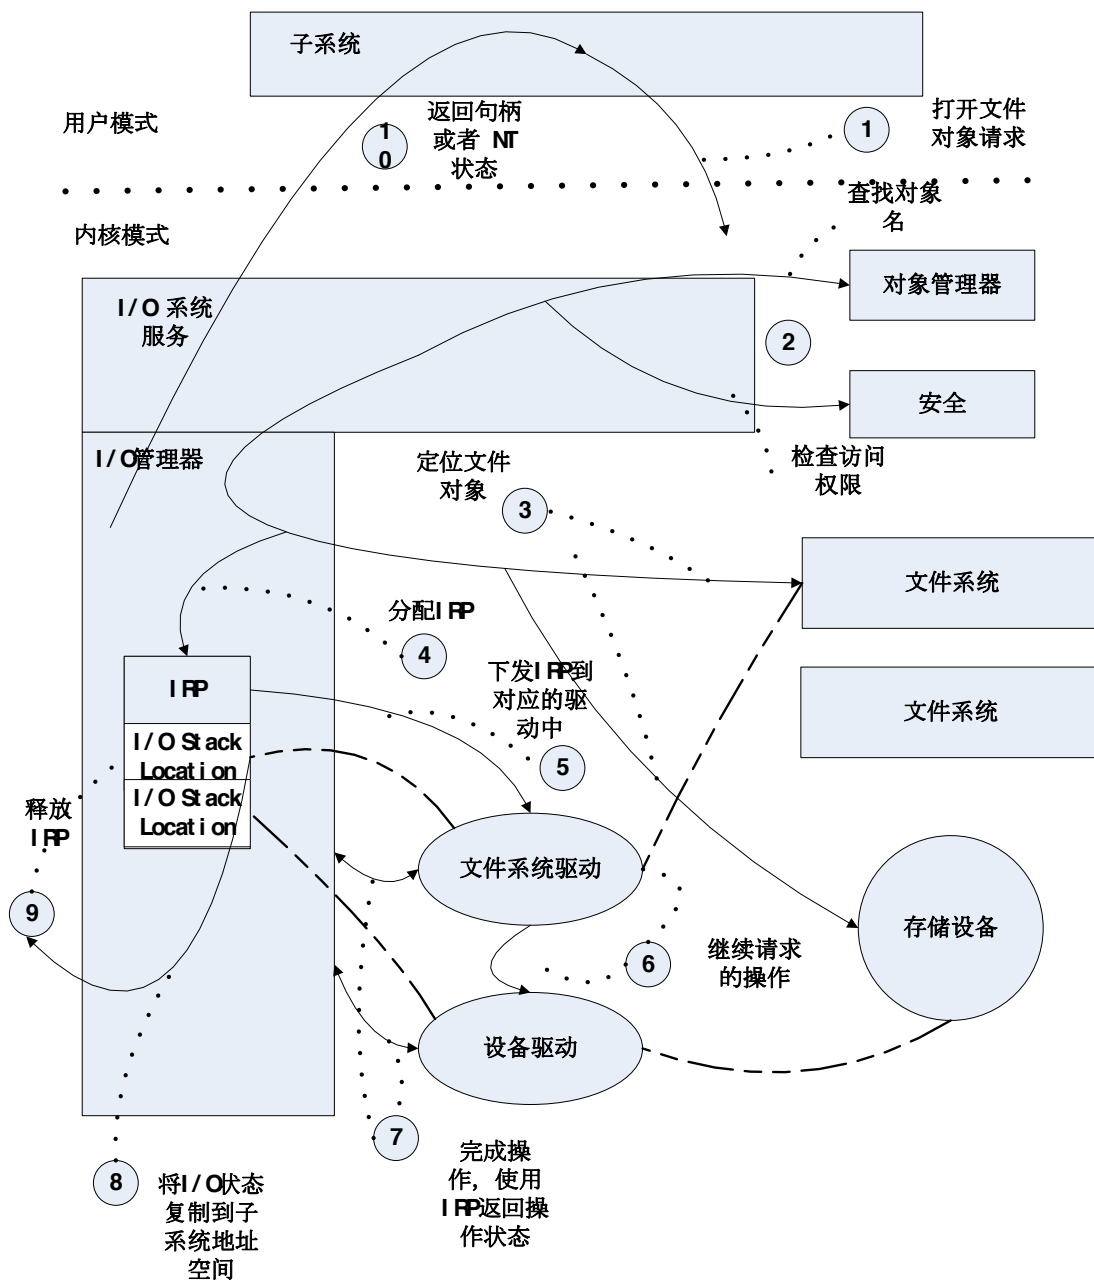 子系统
用户模式
10
返回句柄
或者 NT
状态
1
打开文件
对象请求
内核模式
查找对象
名
I/O 系统
服务
对象管理器
2
安全
I/O管理器
定位文件
对象
3
检查访问
权限
文件系统
分配IRP
4
下发IRP到
对应的驱
动中
5
IRP
I/O Stack
Location
I/O Stack
Location
文件系统
释放
IRP
9
文件系统驱动
6
继续请求
的操作
存储设备
设备驱动
7
完成操
作，使用
IRP返回操
作状态
8
将I/O状态
复制到子
系统地址
空间